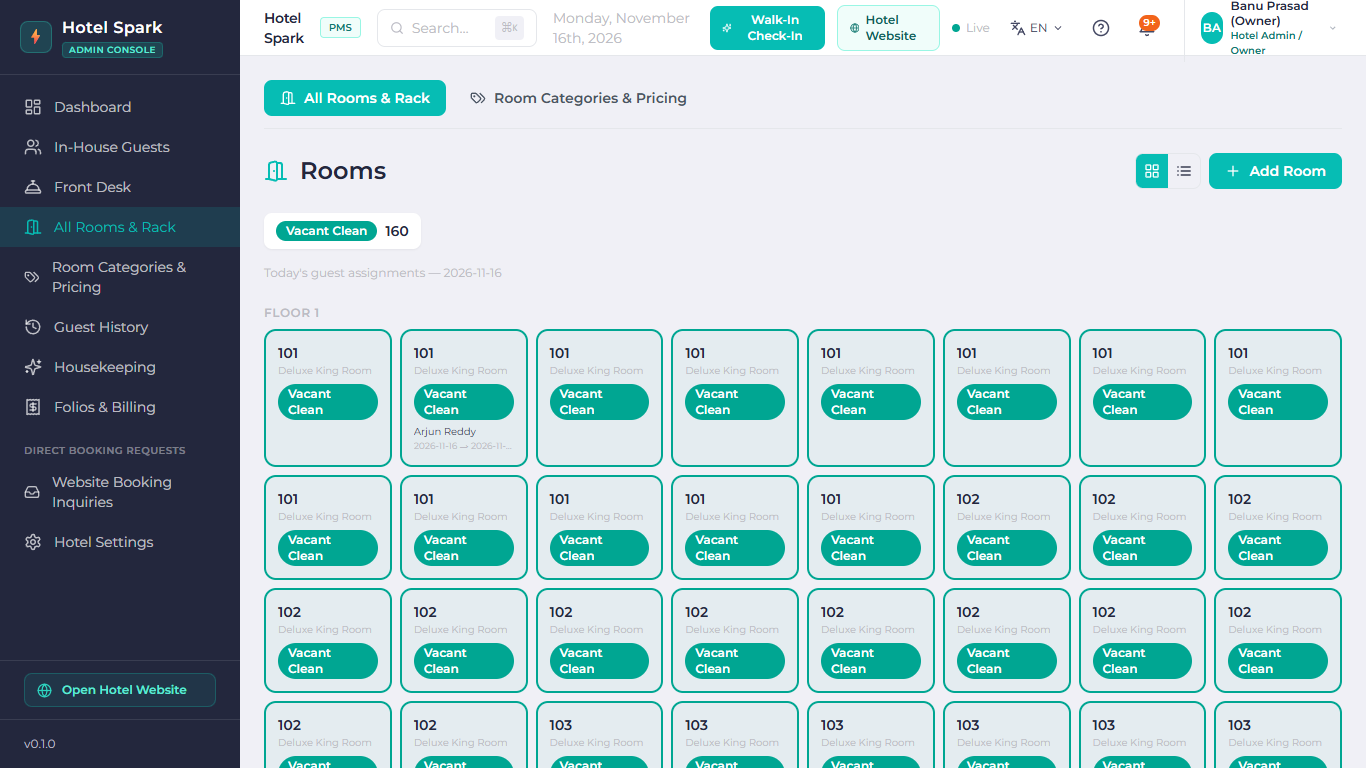 Hotel Spark
ADMIN CONSOLE
Dashboard
In-House Guests
Front Desk
All Rooms & Rack
Room Categories &
Pricing
Guest History
Housekeeping
Folios & Billing
DIRECT BOOKING REQUESTS
Website Booking
Inquiries
Hotel Settings
Open Hotel Website
v0.1.0
Hotel
Spark
PMS
Search...
⌘K
Monday, November
16th, 2026
Walk-In
Check-In
Hotel
Website
Live
EN
9+
BA
Banu Prasad
(Owner)
Hotel Admin /
Owner
All Rooms & Rack
Room Categories & Pricing
Rooms
Add Room
Vacant Clean 160
Today's guest assignments — 2026-11-16
FLOOR 1
101 101 101 101 101 101 101 101
Deluxe King Room Deluxe King Room Deluxe King Room Deluxe King Room Deluxe King Room Deluxe King Room Deluxe King Room Deluxe King Room
Vacant Vacant Vacant Vacant Vacant Vacant Vacant Vacant
Clean Clean Clean Clean Clean Clean Clean Clean
Arjun Reddy
2026-11-16 → 2026-11-...
101 101 101 101 101 102 102 102
Deluxe King Room Deluxe King Room Deluxe King Room Deluxe King Room Deluxe King Room Deluxe King Room Deluxe King Room Deluxe King Room
Vacant Vacant Vacant Vacant Vacant Vacant Vacant Vacant
Clean Clean Clean Clean Clean Clean Clean Clean
102 102 102 102 102 102 102 102
Deluxe King Room Deluxe King Room Deluxe King Room Deluxe King Room Deluxe King Room Deluxe King Room Deluxe King Room Deluxe King Room
Vacant Vacant Vacant Vacant Vacant Vacant Vacant Vacant
Clean Clean Clean Clean Clean Clean Clean Clean
102 102 103 103 103 103 103 103
Deluxe King Room Deluxe King Room Deluxe King Room Deluxe King Room Deluxe King Room Deluxe King Room Deluxe King Room Deluxe King Room
Vacant Vacant Vacant Vacant Vacant Vacant Vacant Vacant